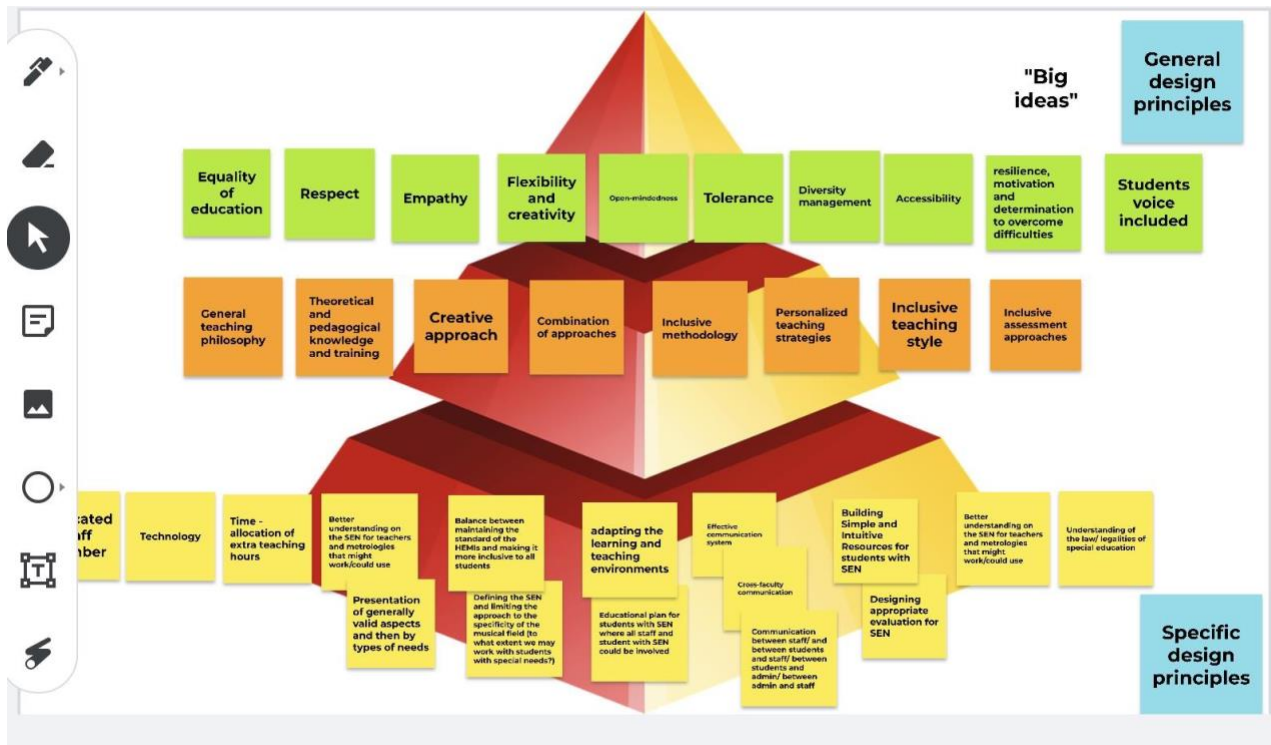 "Big
ideas"
General
design
principles
Equality
of
education
Respect
Empathy
Flexibility
and
creativity
Open-mindedness
Tolerance
Diversity
management
Accessibility
resilience,
motivation
and
determination
to overcome
difficulties
Students
voice
included
General
teaching
philosophy
Theoretical
and
pedagogical
knowledge
and training
Creative
approach
Combination
of approaches
Inclusive
methodology
Personalized
teaching
strategies
Inclusive
teaching
style
Inclusive
assessment
approaches
cated
aff
mber
Technology
Time -
allocation of
extra teaching
hours
Better
understanding on
the SEN for teachers
and metrologies
that might
work/could use
Balance between
maintaining the
standard of the
HEMIs and making it
more inclusive to all
students
adapting the
learning and
teaching
environments
Effective
communication
system
Building
Simple and
Intuitive
Resources for
students with
SEN
Better
understanding on
the SEN for teachers
and metrologies
that might
work/could use
Understanding of
the law/ legalities of
special education
Presentation
of generally
valid aspects
and then by
types of needs
Defining the SEN
and limiting the
approach to the
specificity of the
musical field (to
what extent we may
work with students
with special needs?)
Educational plan for
students with SEN
where all staff and
student with SEN
could be involved
Cross-faculty
communication
Communication
between staff/ and
between students
and staff/ between
students and
admin/ between
admin and staff
Designing
appropriate
evaluation for
SEN
Specific
design
principles